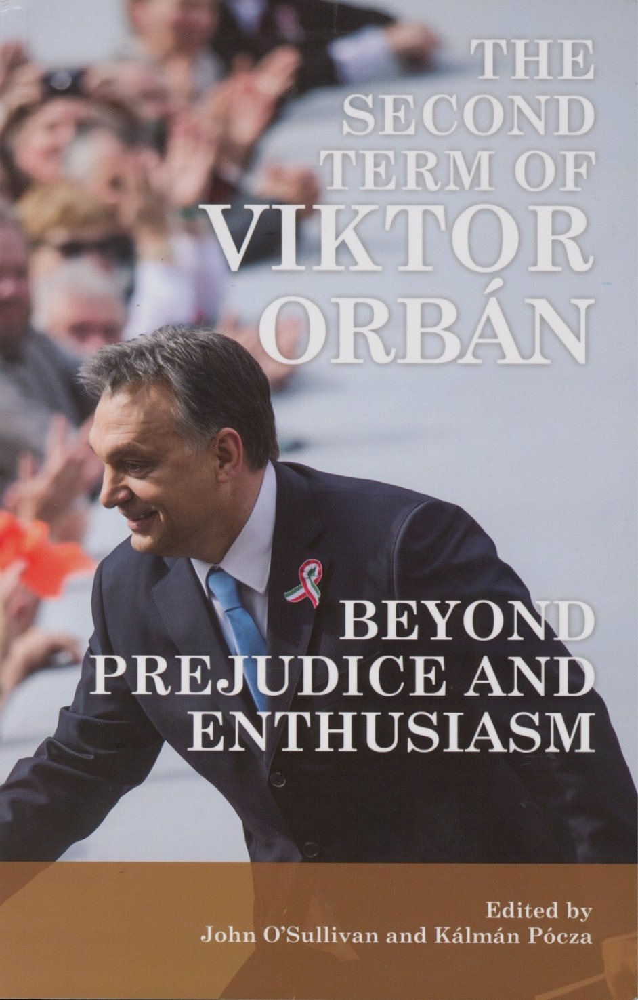 THE
SECOND
TERM OF
VIKTOR
ORBÁN
BEYOND
PREJUDICE AND
ENTHUSIASM
Edited by
John O'Sullivan and Kálmán Pócza